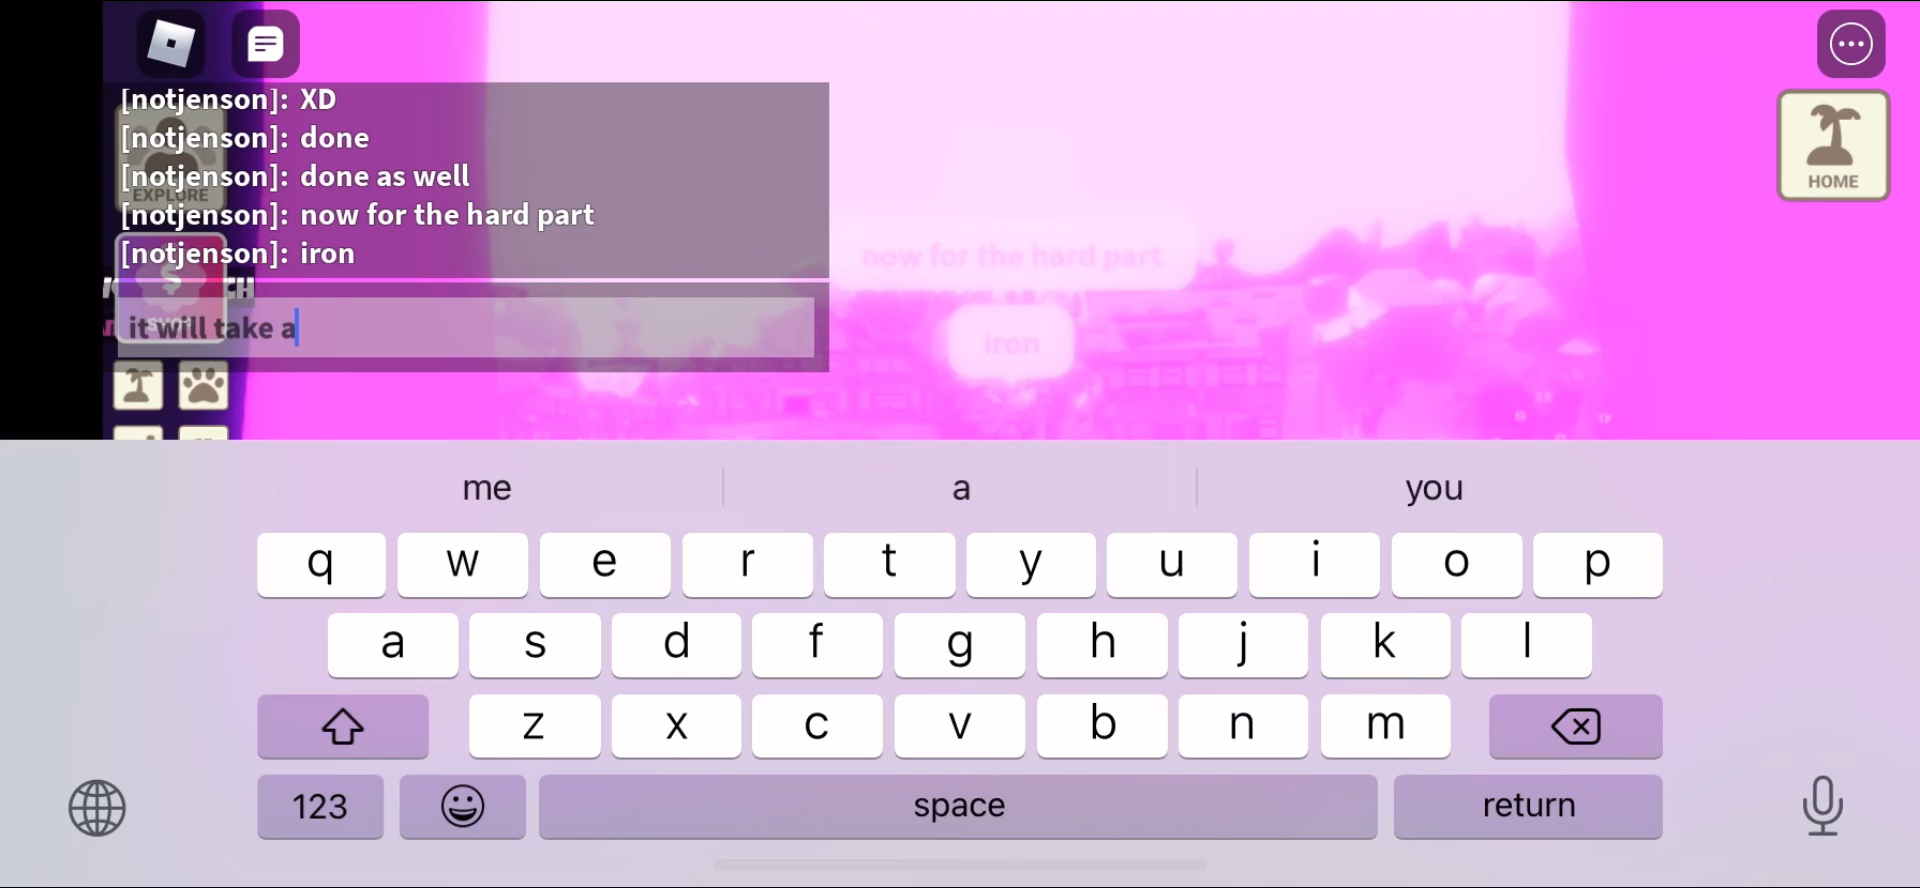 [notjenson]: XD
[notjenson]: done
[notjenson]: done as well
EXPLORE
[notjenson]: now for the hard part
[notjenson]: iron
it will take a
HOME
now for the hard part
iron
me a you
q w e r t y u i o p
a s d f g h j k l
z x c v b n m
123 space return